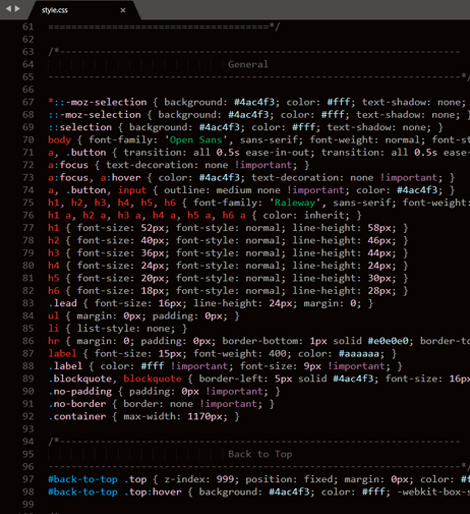 style.css ×
61 =====================================*/
62
63 /*-----------------------------------------------------------------------
64 General
65 -----------------------------------------------------------------------*/
66
67 *::-moz-selection { background: #4ac4f3; color: #fff; text-shadow: none;
68 ::-moz-selection { background: #4ac4f3; color: #fff; text-shadow: none; }
69 ::selection { background: #4ac4f3; color: #fff; text-shadow: none; }
70 body { font-family: 'Open Sans', sans-serif; font-weight: normal; font-st
71 a, .button { transition: all 0.5s ease-in-out; transition: all 0.5s ease-
72 a:focus { text-decoration: none !important; }
73 a:focus, a:hover { color: #4ac4f3; text-decoration: none !important; }
74 a, .button, input { outline: medium none !important; color: #4ac4f3; }
75 h1, h2, h3, h4, h5, h6 { font-family: 'Raleway', sans-serif; font-weight:
76 h1 a, h2 a, h3 a, h4 a, h5 a, h6 a { color: inherit; }
77 h1 { font-size: 52px; font-style: normal; line-height: 58px; }
78 h2 { font-size: 40px; font-style: normal; line-height: 46px; }
79 h3 { font-size: 36px; font-style: normal; line-height: 44px; }
80 h4 { font-size: 24px; font-style: normal; line-height: 24px; }
81 h5 { font-size: 20px; font-style: normal; line-height: 30px; }
82 h6 { font-size: 18px; font-style: normal; line-height: 28px; }
83 .lead { font-size: 16px; line-height: 24px; margin: 0; }
84 ul { margin: 0px; padding: 0px; }
85 li { list-style: none; }
86 hr { margin: 0; padding: 0px; border-bottom: 1px solid #e0e0e0; border-to
87 label { font-size: 15px; font-weight: 400; color: #aaaaaa; }
88 .label { color: #fff !important; font-size: 9px !important; }
89 .blockquote, blockquote { border-left: 5px solid #4ac4f3; font-size: 16px
90 .no-padding { padding: 0px !important; }
91 .no-border { border: none !important; }
92 .container { max-width: 1170px; }
93
94 /*-----------------------------------------------------------------------
95 Back to Top
96 -----------------------------------------------------------------------*/
97 #back-to-top .top { z-index: 999; position: fixed; margin: 0px; color: #f
98 #back-to-top .top:hover { background: #4ac4f3; color: #fff; -webkit-box-s
99